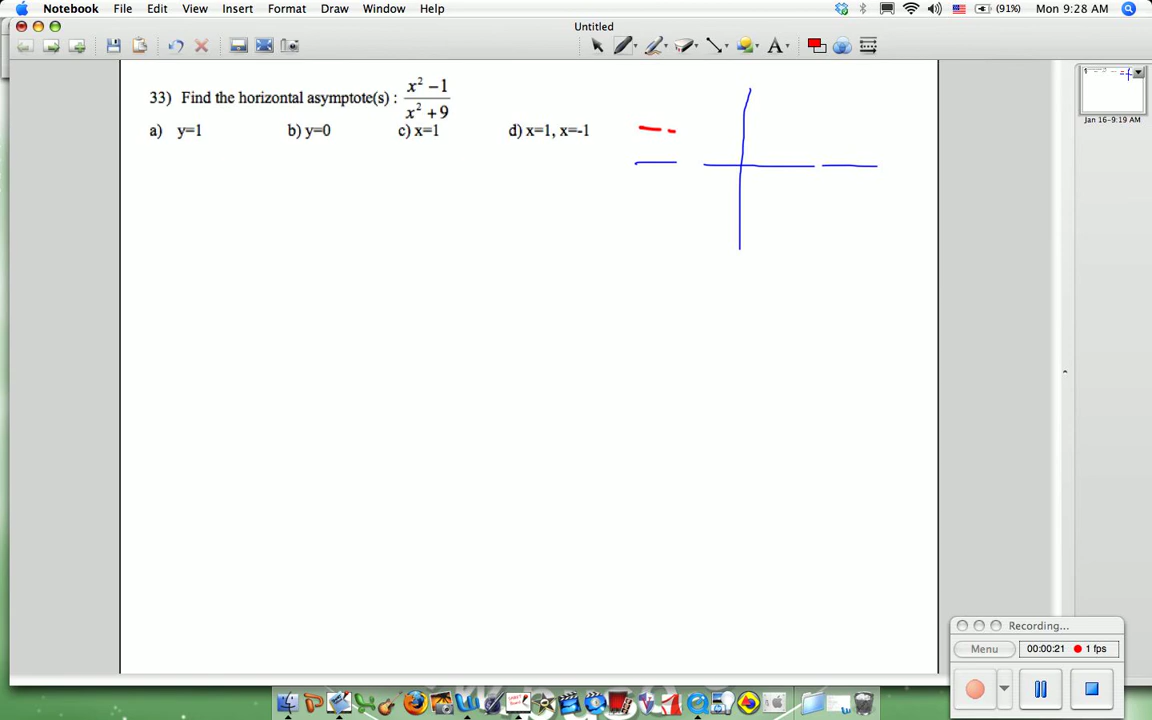 Notebook File Edit View Insert Format Draw Window Help (91%) Mon 9:28 AM
Untitled
33) Find the horizontal asymptote(s) : x² −1 / x² +9
a) y=1 b) y=0 c) x=1 d) x=1, x=-1
1
Jan 16-9:19 AM
Recording...
Menu 00:00:21 1 fps